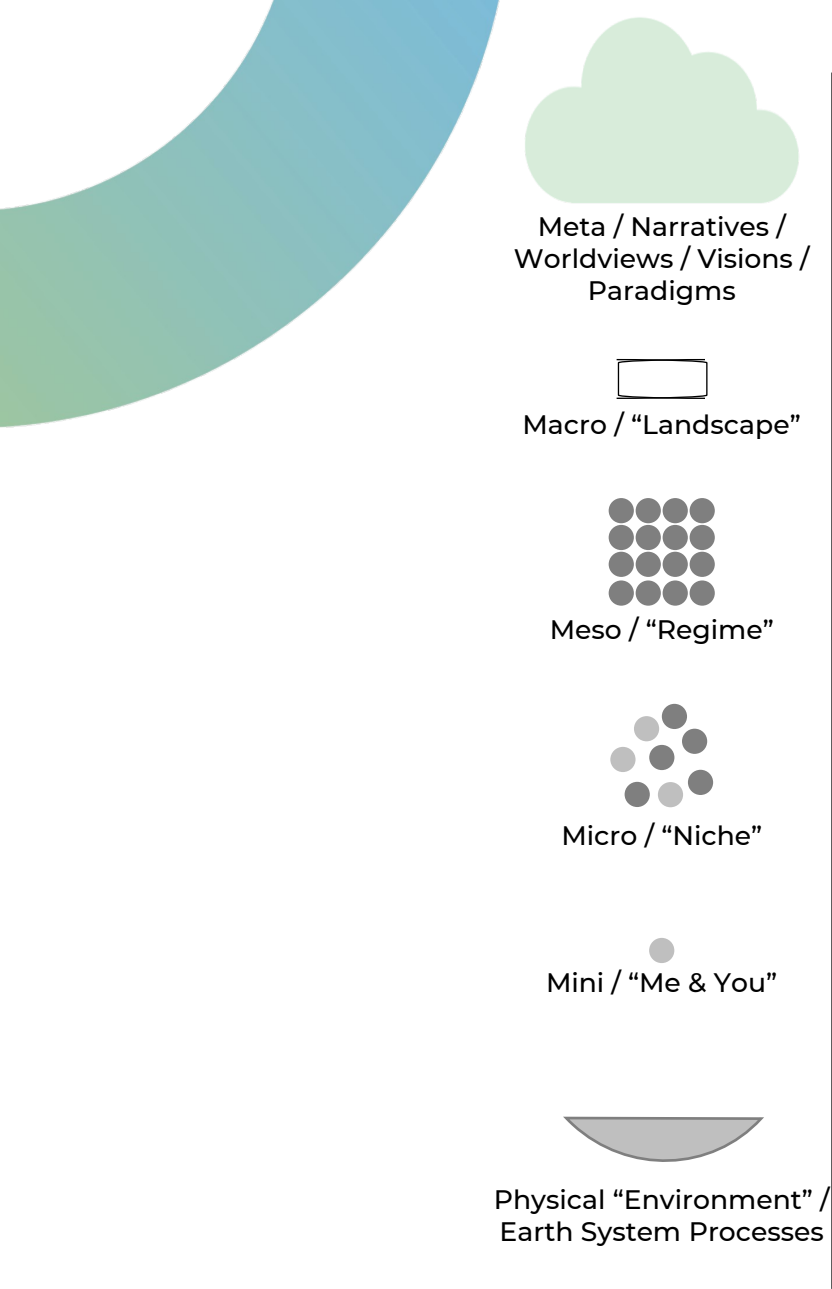 Meta / Narratives /
Worldviews / Visions /
Paradigms
Macro / “Landscape”
Meso / “Regime”
Micro / “Niche”
Mini / “Me & You”
Physical “Environment” /
Earth System Processes